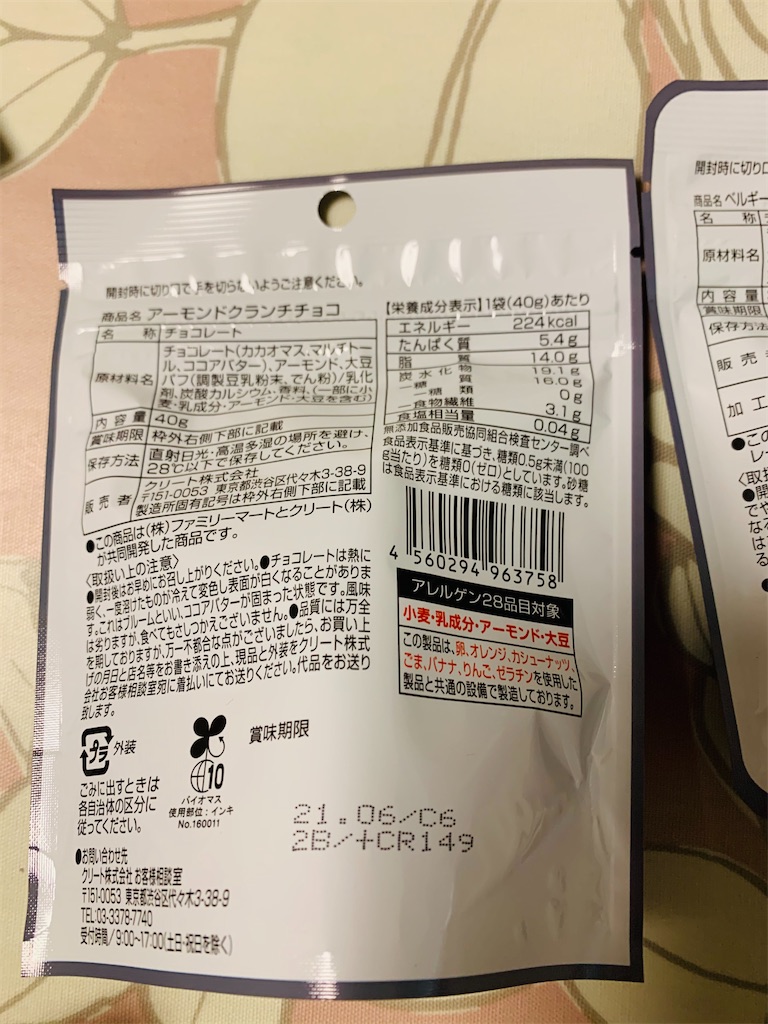 開封時に切り口で手を切らないようご注意ください。
商品名 アーモンドクランチチョコ
名 称 チョコレート
原材料名 チョコレート(カカオマス、マルチトー
ル、ココアバター)、アーモンド、大豆
パフ(調製豆乳粉末、でん粉)/乳化
剤、炭酸カルシウム、香料、(一部に小
麦・乳成分・アーモンド・大豆を含む)
内容量 40g
賞味期限 枠外右側下部に記載
保存方法 直射日光・高温多湿の場所を避け、
28℃以下で保存してください。
販売者 クリート株式会社
〒151-0053 東京都渋谷区代々木3-38-9
製造所固有記号は枠外右側下部に記載
●この商品は(株)ファミリーマートとクリート(株)
が共同開発した商品です。
〈取扱い上の注意〉
●開封後はお早めにお召し上がりください。●チョコレートは熱に
弱く、一度溶けたものが冷えて変色し表面が白くなることがありま
す。これはブルームといい、ココアバターが固まった状態です。風味
は劣りますが、食べてもさしつかえございません。●品質には万全
を期しておりますが、万一不都合な点がございましたら、お買い上
げの月日と店名等をお書き添えの上、現品と外装をクリート株式
会社お客様相談室宛に着払いにてお送りください。代品をお送り
致します。
プラ 外装
ごみに出すときは
各自治体の区分に
従ってください。
10
バイオマス
使用部位:インキ
No.160011
賞味期限
21.06/C6
2B/+CR149
●お問い合わせ先
クリート株式会社 お客様相談室
〒151-0053 東京都渋谷区代々木3-38-9
TEL:03-3378-7740
受付時間/9:00~17:00(土日・祝日を除く)
【栄養成分表示】1袋(40g)あたり
エネルギー 224kcal
たんぱく質 5.4g
脂質 14.0g
炭水化物 19.1g
-糖質 16.0g
-糖類 0g
-食物繊維 3.1g
食塩相当量 0.04g
無添加食品販売協同組合検査センター調べ
食品表示基準に基づき、糖類0.5g未満(100
g当たり)を糖類0(ゼロ)としています。砂糖
は食品表示基準における糖類に該当します。
4 560294 963758
アレルゲン28品目対象
小麦・乳成分・アーモンド・大豆
この製品は、卵、オレンジ、カシューナッツ、
ごま、バナナ、りんご、ゼラチンを使用した
製品と共通の設備で製造しております。
開封時に切り口
商品名 ベルギー
名 称
原材料名
内容量
賞味期限
保存方法
販売
加工
●この
レー
〈取扱
●開
でや
なる
は
る